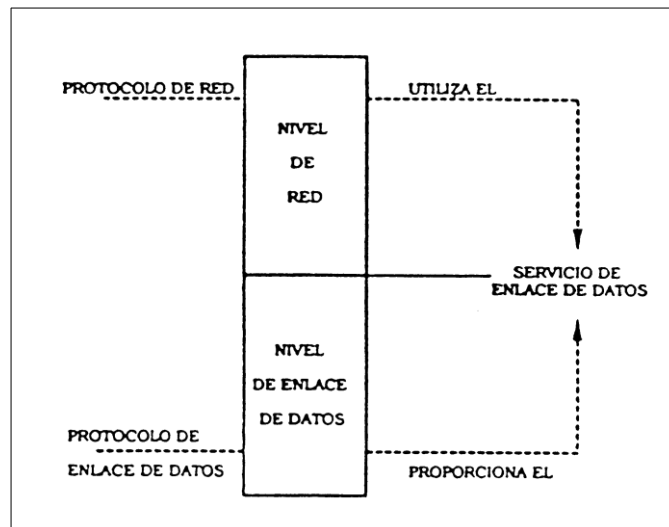 PROTOCOLO DE RED
UTILIZA EL
NIVEL
DE
RED
SERVICIO DE
ENLACE DE DATOS
NIVEL
DE ENLACE
DE DATOS
PROTOCOLO DE
ENLACE DE DATOS
PROPORCIONA EL